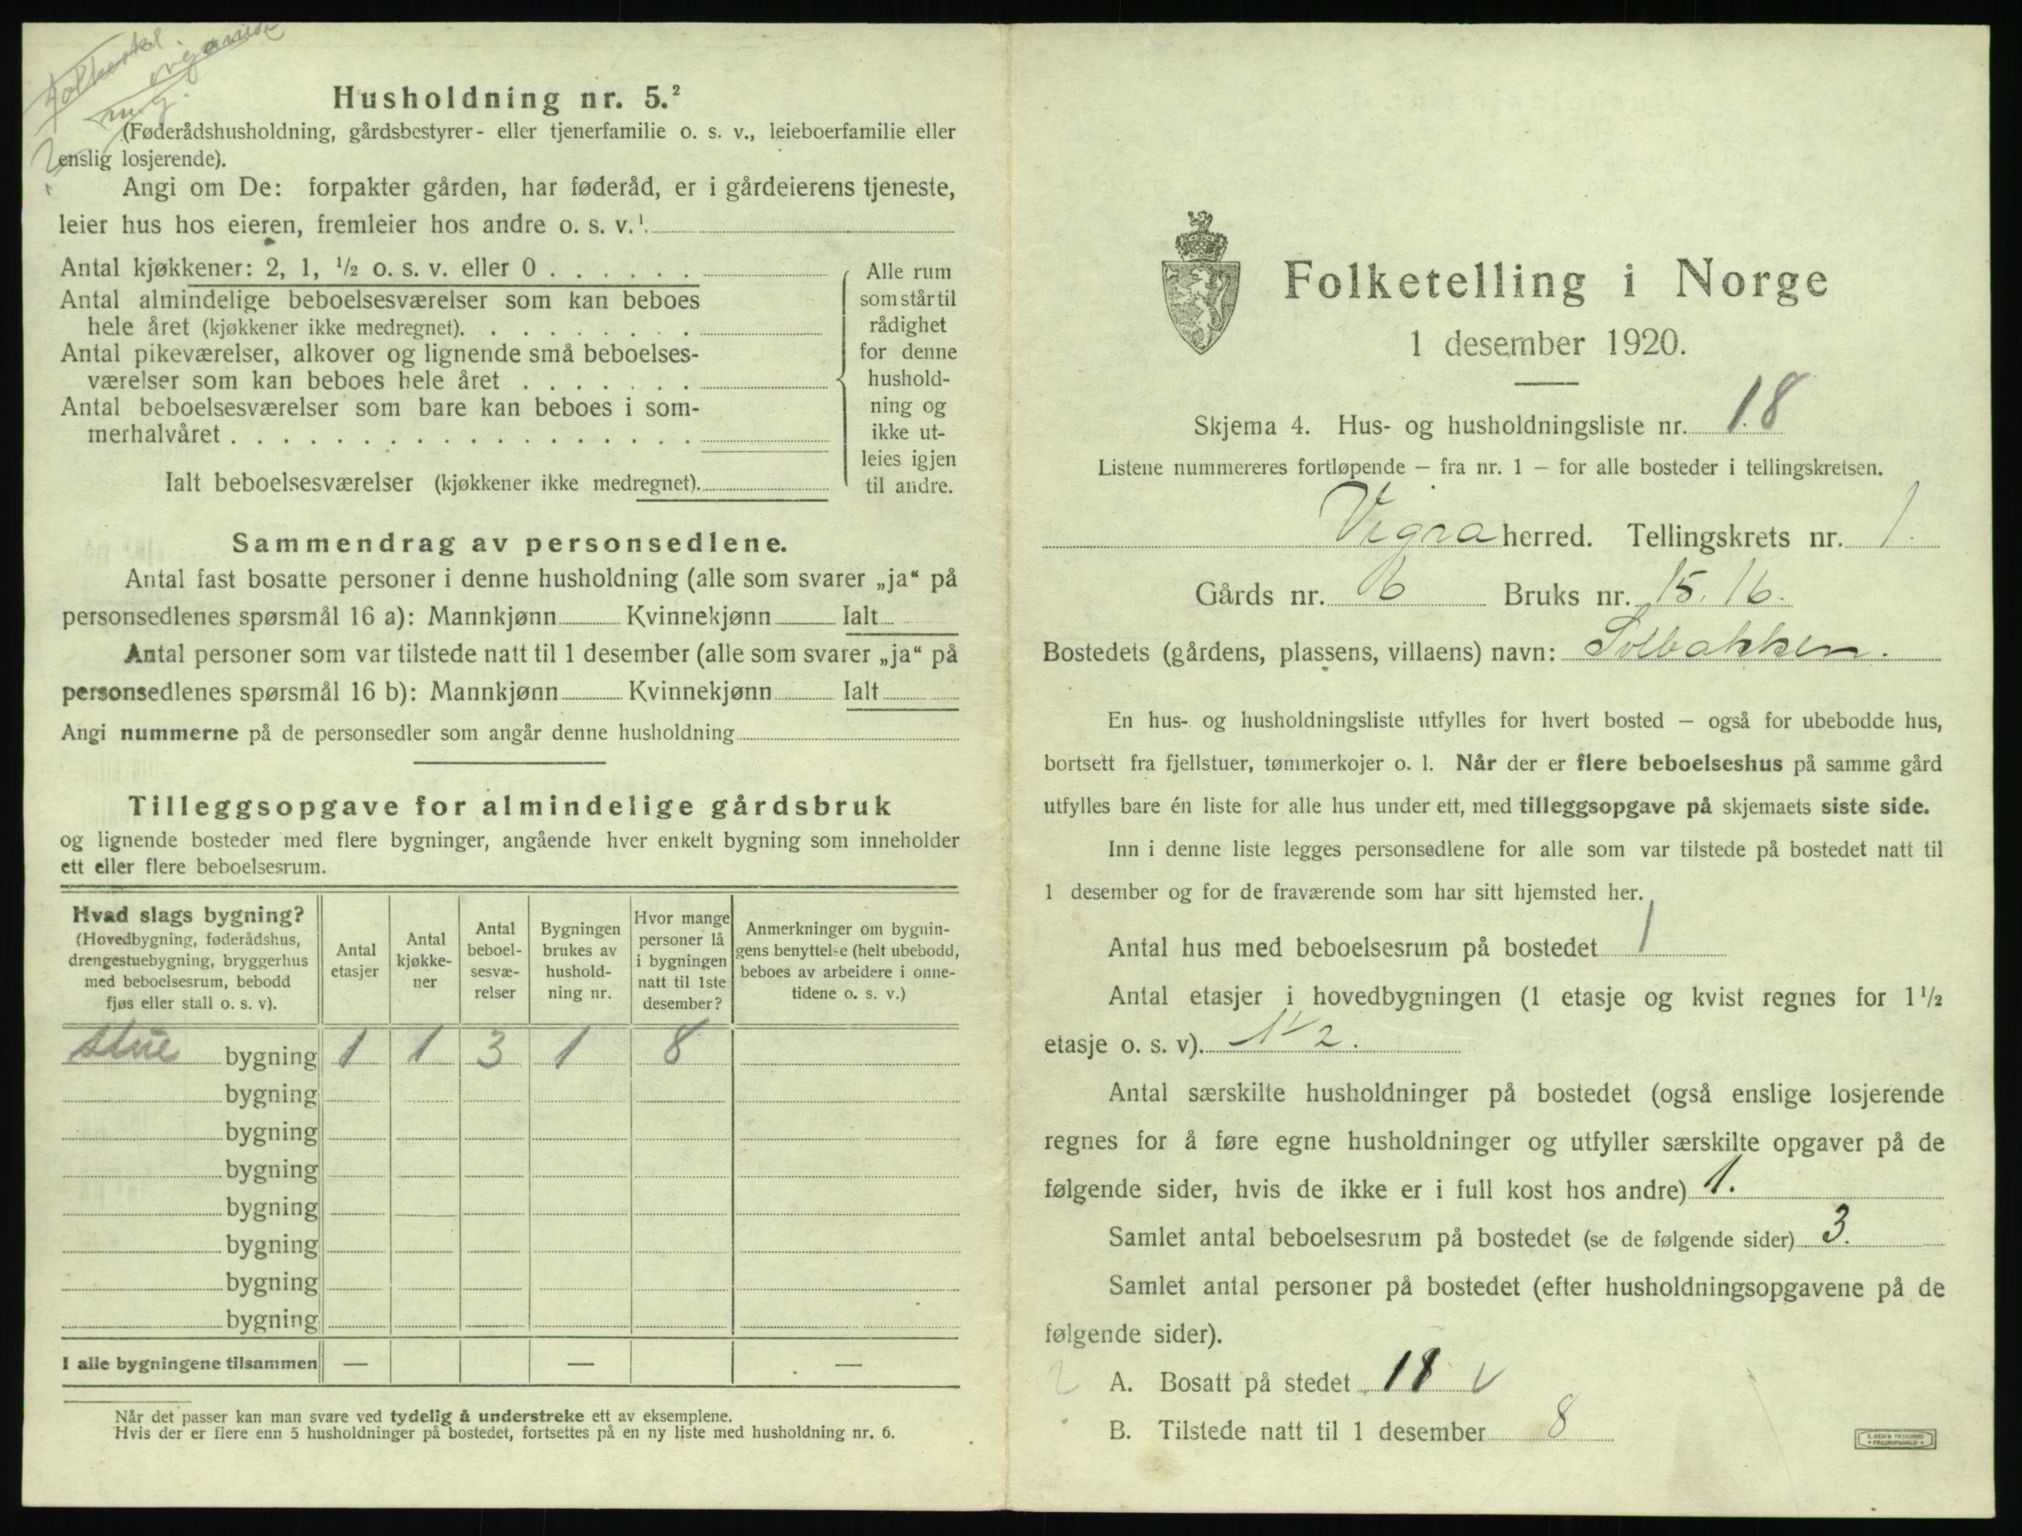 Husholdning nr. 5.²
(Føderådshusholdning, gårdsbestyrer- eller tjenerfamilie o. s. v., leieboerfamilie eller
enslig losjerende).
Angi om De: forpakter gården, har føderåd, er i gårdeierens tjeneste,
leier hus hos eieren, fremleier hos andre o. s. v.¹
Antal kjøkkener: 2, 1, ½ o. s. v. eller 0
Antal almindelige beboelsesværelser som kan beboes
hele året (kjøkkener ikke medregnet).
Antal pikeværelser, alkover og lignende små beboelses-
værelser som kan beboes hele året
Antal beboelsesværelser som bare kan beboes i som-
merhalvåret
Ialt beboelsesværelser (kjøkkener ikke medregnet).
Alle rum
som står til
rådighet
for denne
hushold-
ning og
ikke ut-
leies igjen
til andre.
Sammendrag av personsedlene.
Antal fast bosatte personer i denne husholdning (alle som svarer „ja“ på
personsedlenes spørsmål 16 a): Mannkjønn Kvinnekjønn Ialt
Antal personer som var tilstede natt til 1 desember (alle som svarer „ja“ på
personsedlenes spørsmål 16 b): Mannkjønn Kvinnekjønn Ialt
Angi nummerne på de personsedler som angår denne husholdning
Tilleggsopgave for almindelige gårdsbruk
og lignende bosteder med flere bygninger, angående hver enkelt bygning som inneholder
ett eller flere beboelsesrum.
Hvad slags bygning?
(Hovedbygning, føderådshus,
drengestuebygning, bryggerhus
med beboelsesrum, bebodd
fjøs eller stall o. s. v).
Antal
etasjer
Antal
kjøkke-
ner
Antal
beboel-
sesvæ-
relser
Bygningen
brukes av
hushold-
ning nr.
Hvor mange
personer lå
i bygningen
natt til 1ste
desember?
Anmerkninger om bygnin-
gens benyttelse (helt ubebodd,
beboes av arbeidere i onne-
tidene o. s. v.)
stue bygning 1 1 3 1 8
bygning
bygning
bygning
bygning
bygning
bygning
bygning
I alle bygningene tilsammen — — —
Når det passer kan man svare ved tydelig å understreke ett av eksemplene.
Hvis der er flere enn 5 husholdninger på bostedet, fortsettes på en ny liste med husholdning nr. 6.
Folketelling i Norge
1 desember 1920.
Skjema 4. Hus- og husholdningsliste nr. 18
Listene nummereres fortløpende — fra nr. 1 — for alle bosteder i tellingskretsen.
Vigra herred. Tellingskrets nr. 1.
Gårds nr. 6 Bruks nr. 15.16.
Bostedets (gårdens, plassens, villaens) navn: Solbakken.
En hus- og husholdningsliste utfylles for hvert bosted — også for ubebodde hus,
bortsett fra fjellstuer, tømmerkojer o. l. Når der er flere beboelseshus på samme gård
utfylles bare én liste for alle hus under ett, med tilleggsopgave på skjemaets siste side.
Inn i denne liste legges personsedlene for alle som var tilstede på bostedet natt til
1 desember og for de fraværende som har sitt hjemsted her.
Antal hus med beboelsesrum på bostedet 1
Antal etasjer i hovedbygningen (1 etasje og kvist regnes for 1½
etasje o. s. v). 1½.
Antal særskilte husholdninger på bostedet (også enslige losjerende
regnes for å føre egne husholdninger og utfyller særskilte opgaver på de
følgende sider, hvis de ikke er i full kost hos andre) 1.
Samlet antal beboelsesrum på bostedet (se de følgende sider) 3.
Samlet antal personer på bostedet (efter husholdningsopgavene på de
følgende sider).
A. Bosatt på stedet 11 v
B. Tilstede natt til 1 desember 8